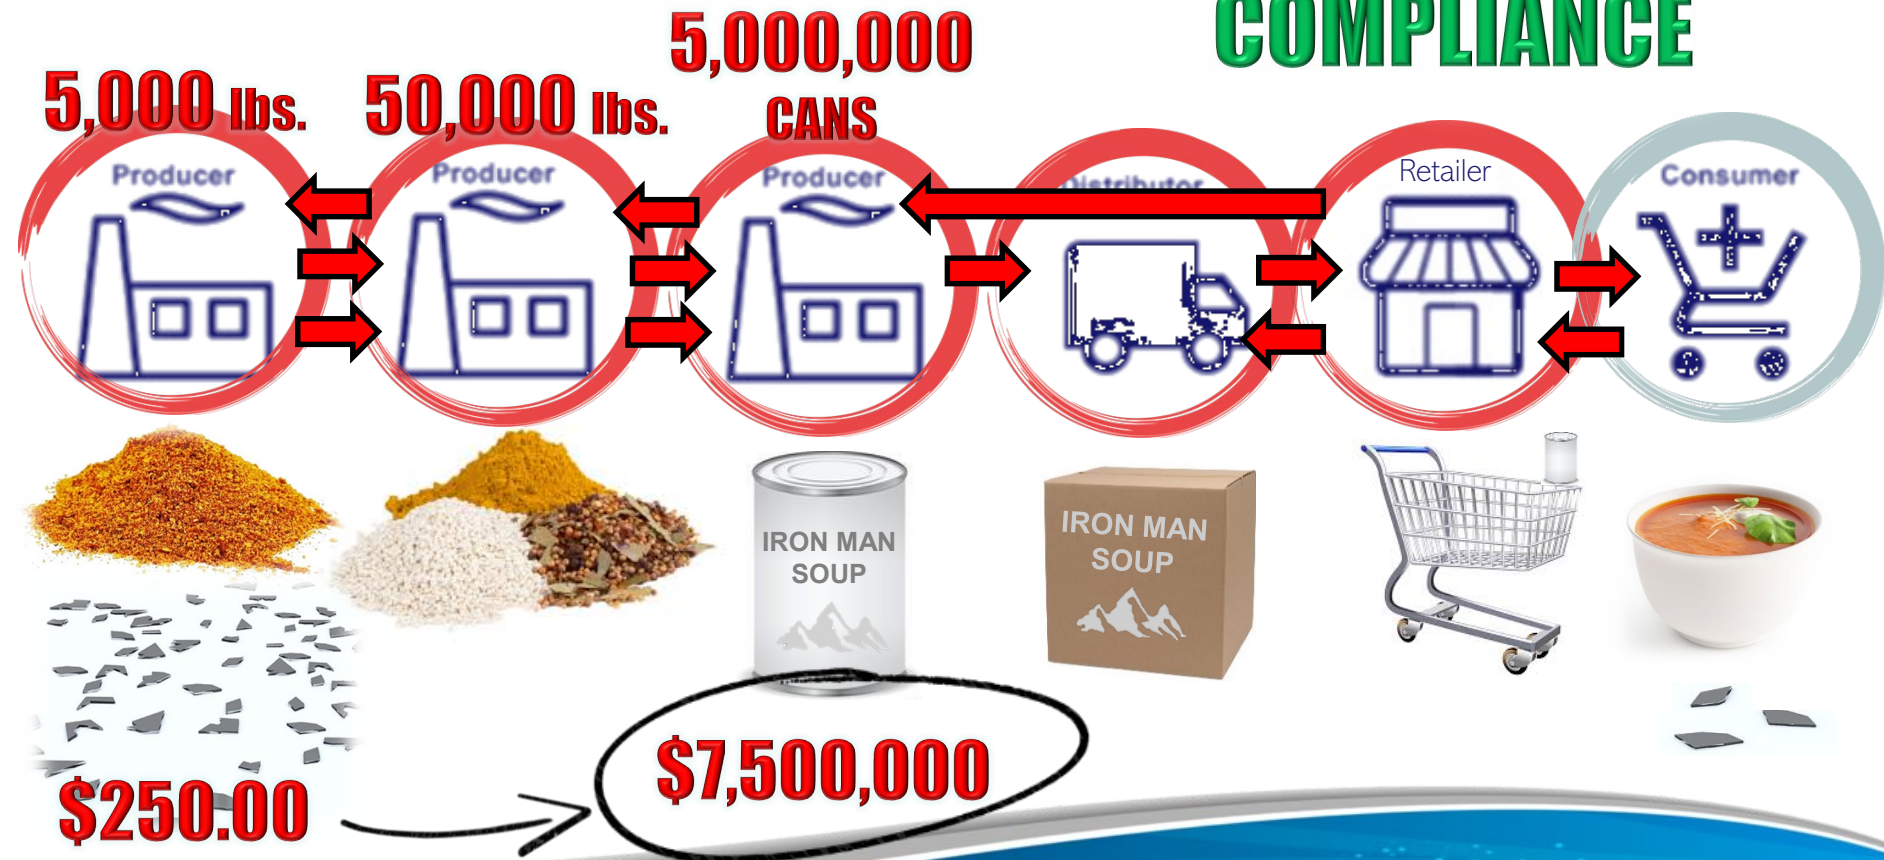 COMPLIANCE
5,000,000
CANS
5,000 lbs.
50,000 lbs.
Producer
Producer
Producer
Distributor
Retailer
Consumer
IRON MAN
SOUP
IRON MAN
SOUP
$250.00
$7,500,000